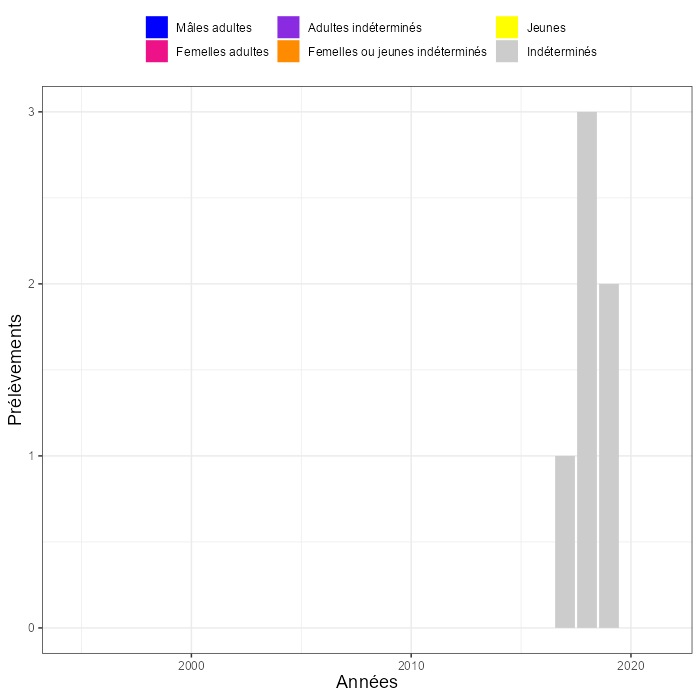 Mâles adultes
Adultes indéterminés
Jeunes
Femelles adultes
Femelles ou jeunes indéterminés
Indéterminés
3
2
1
0
Prélèvements
2000
2010
2020
Années